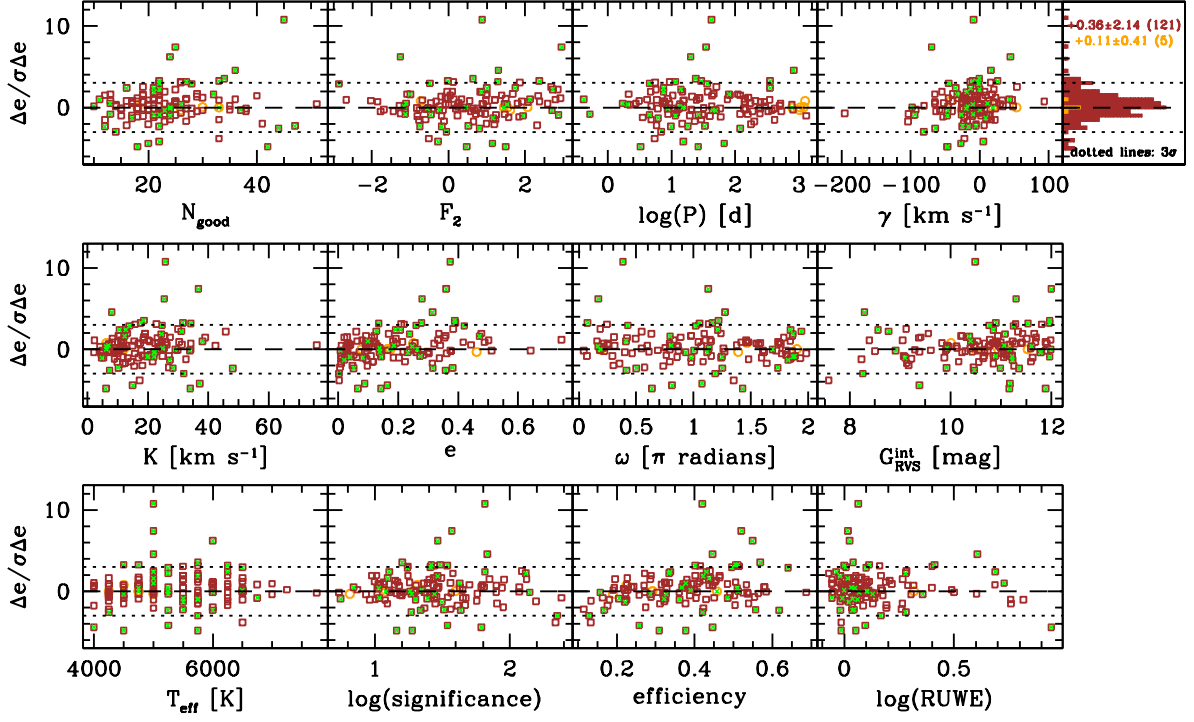 Δe/σΔe
10
0
20
40
N_good
−2
0
2
F_2
0
1
2
3
log(P) [d]
−200
−100
0
100
γ [km s⁻¹]
+0.36±2.14 (121)
+0.11±0.41 (5)
dotted lines: 3σ
Δe/σΔe
10
0
0
20
40
60
K [km s⁻¹]
0
0.2
0.4
0.6
e
0
0.5
1
1.5
2
ω [π radians]
8
10
12
G_RVS^int [mag]
Δe/σΔe
10
0
4000
6000
T_eff [K]
1
2
log(significance)
0.2
0.4
0.6
efficiency
0
0.5
log(RUWE)